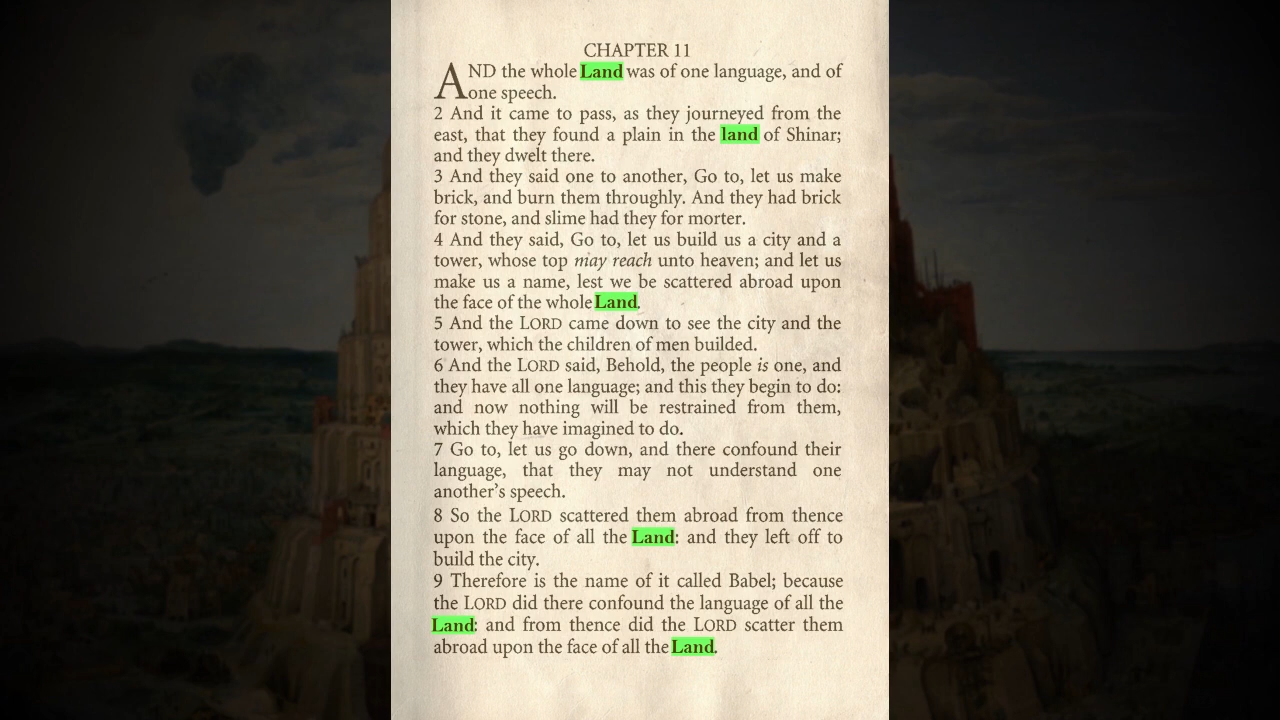 CHAPTER 11
AND the whole Land was of one language, and of
one speech.
2 And it came to pass, as they journeyed from the
east, that they found a plain in the land of Shinar;
and they dwelt there.
3 And they said one to another, Go to, let us make
brick, and burn them throughly. And they had brick
for stone, and slime had they for morter.
4 And they said, Go to, let us build us a city and a
tower, whose top may reach unto heaven; and let us
make us a name, lest we be scattered abroad upon
the face of the whole Land.
5 And the LORD came down to see the city and the
tower, which the children of men builded.
6 And the LORD said, Behold, the people is one, and
they have all one language; and this they begin to do:
and now nothing will be restrained from them,
which they have imagined to do.
7 Go to, let us go down, and there confound their
language, that they may not understand one
another's speech.
8 So the LORD scattered them abroad from thence
upon the face of all the Land: and they left off to
build the city.
9 Therefore is the name of it called Babel; because
the LORD did there confound the language of all the
Land: and from thence did the LORD scatter them
abroad upon the face of all the Land.